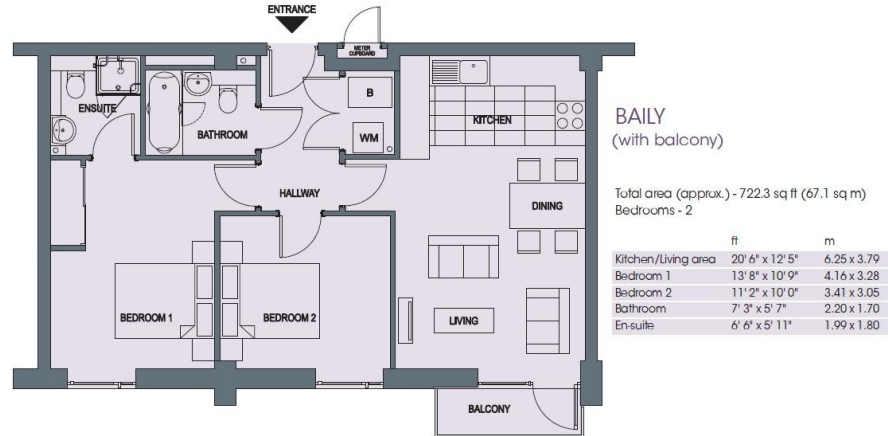 ENTRANCE
METER
CUPBOARD
ENSUITE
BATHROOM
B
WM
KITCHEN
HALLWAY
DINING
BEDROOM 1
BEDROOM 2
LIVING
BALCONY
BAILY
(with balcony)
Total area (approx.) - 722.3 sq ft (67.1 sq m)
Bedrooms - 2
ft m
Kitchen/Living area 20' 6" x 12' 5" 6.25 x 3.79
Bedroom 1 13' 8" x 10' 9" 4.16 x 3.28
Bedroom 2 11' 2" x 10' 0" 3.41 x 3.05
Bathroom 7' 3" x 5' 7" 2.20 x 1.70
En-suite 6' 6" x 5' 11" 1.99 x 1.80